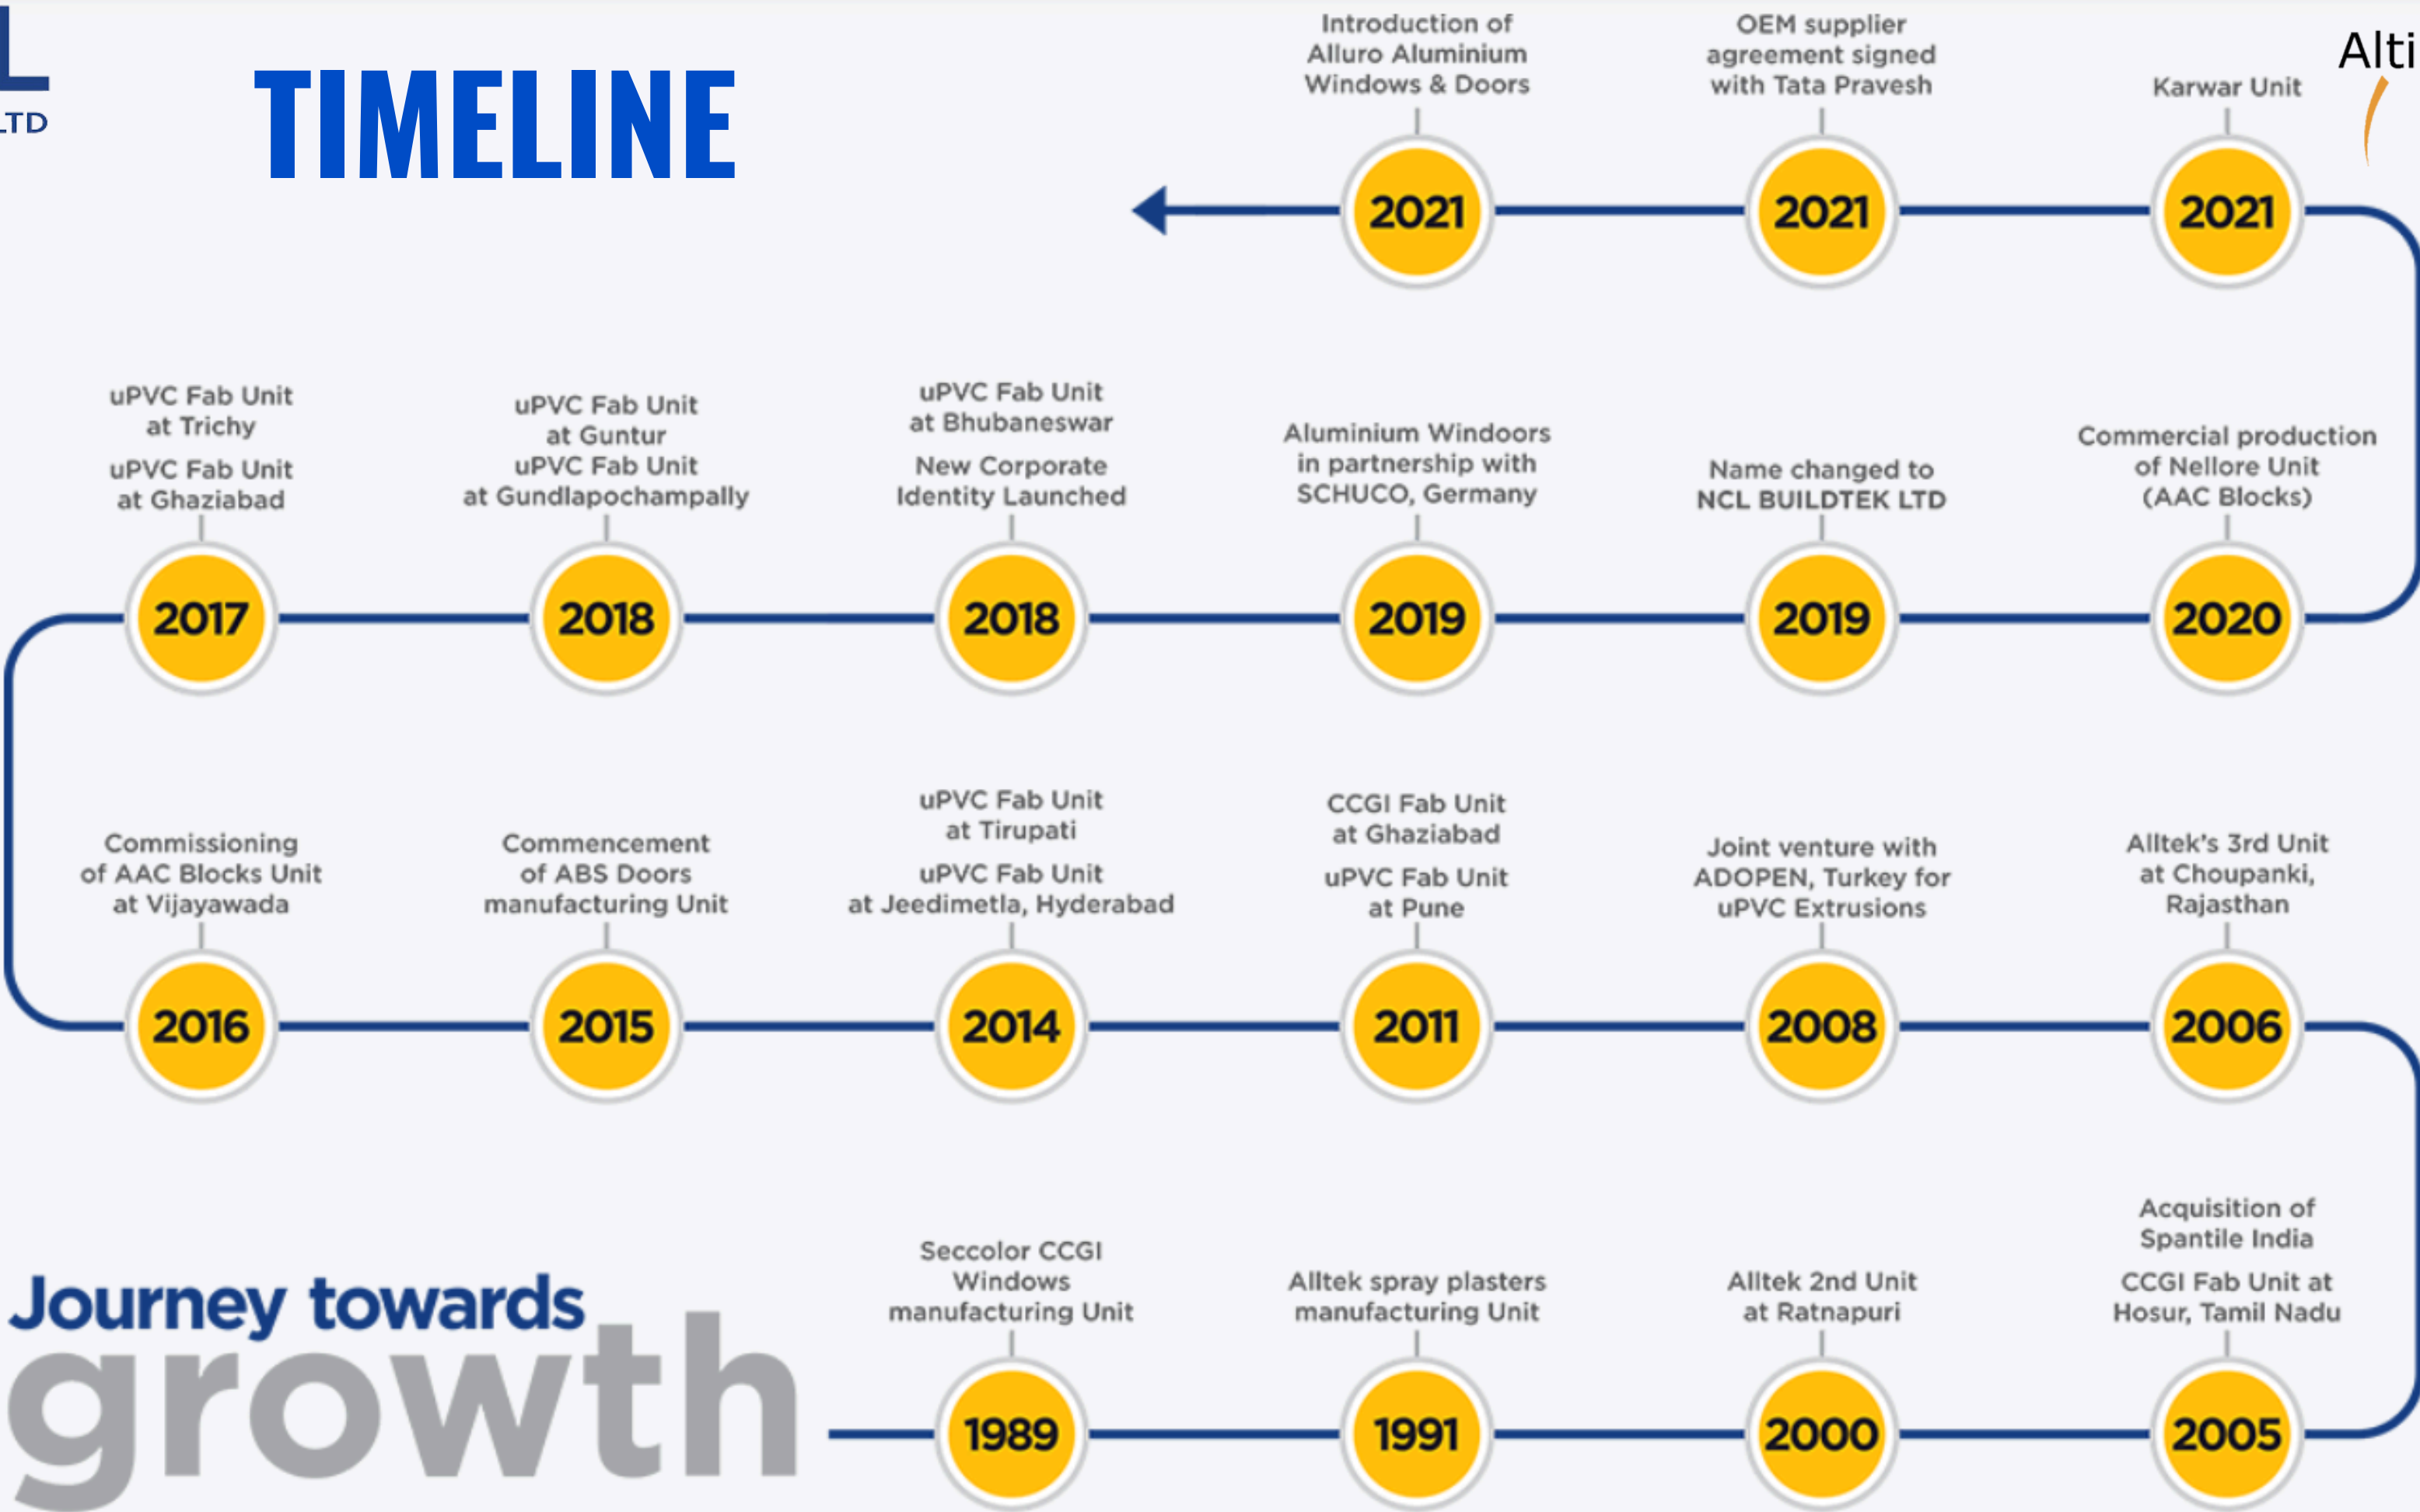 L
LTD
TIMELINE
Alti
Introduction of
Alluro Aluminium
Windows & Doors
2021
OEM supplier
agreement signed
with Tata Pravesh
2021
Karwar Unit
2021
uPVC Fab Unit
at Trichy
uPVC Fab Unit
at Ghaziabad
2017
uPVC Fab Unit
at Guntur
uPVC Fab Unit
at Gundlapochampally
2018
uPVC Fab Unit
at Bhubaneswar
New Corporate
Identity Launched
2018
Aluminium Windoors
in partnership with
SCHUCO, Germany
2019
Name changed to
NCL BUILDTEK LTD
2019
Commercial production
of Nellore Unit
(AAC Blocks)
2020
Commissioning
of AAC Blocks Unit
at Vijayawada
2016
Commencement
of ABS Doors
manufacturing Unit
2015
uPVC Fab Unit
at Tirupati
uPVC Fab Unit
at Jeedimetla, Hyderabad
2014
CCGI Fab Unit
at Ghaziabad
uPVC Fab Unit
at Pune
2011
Joint venture with
ADOPEN, Turkey for
uPVC Extrusions
2008
Alltek's 3rd Unit
at Choupanki,
Rajasthan
2006
Journey towards
growth
Seccolor CCGI
Windows
manufacturing Unit
1989
Alltek spray plasters
manufacturing Unit
1991
Alltek 2nd Unit
at Ratnapuri
2000
Acquisition of
Spantile India
CCGI Fab Unit at
Hosur, Tamil Nadu
2005